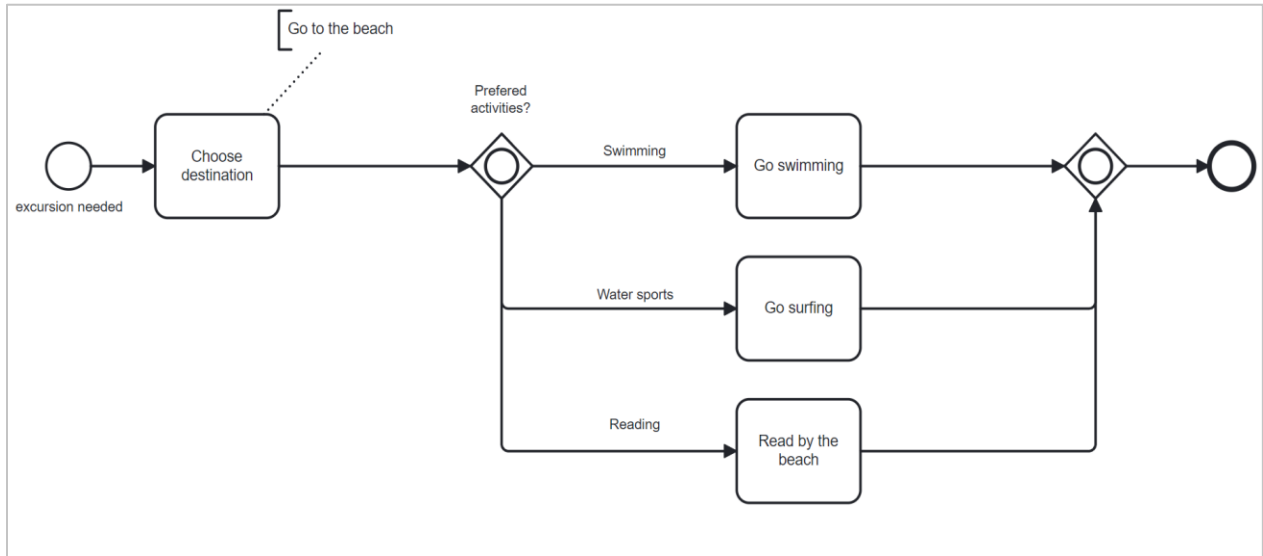 Go to the beach
Prefered
activities?
Choose
destination
Swimming
Go swimming
excursion needed
Water sports
Go surfing
Reading
Read by the
beach